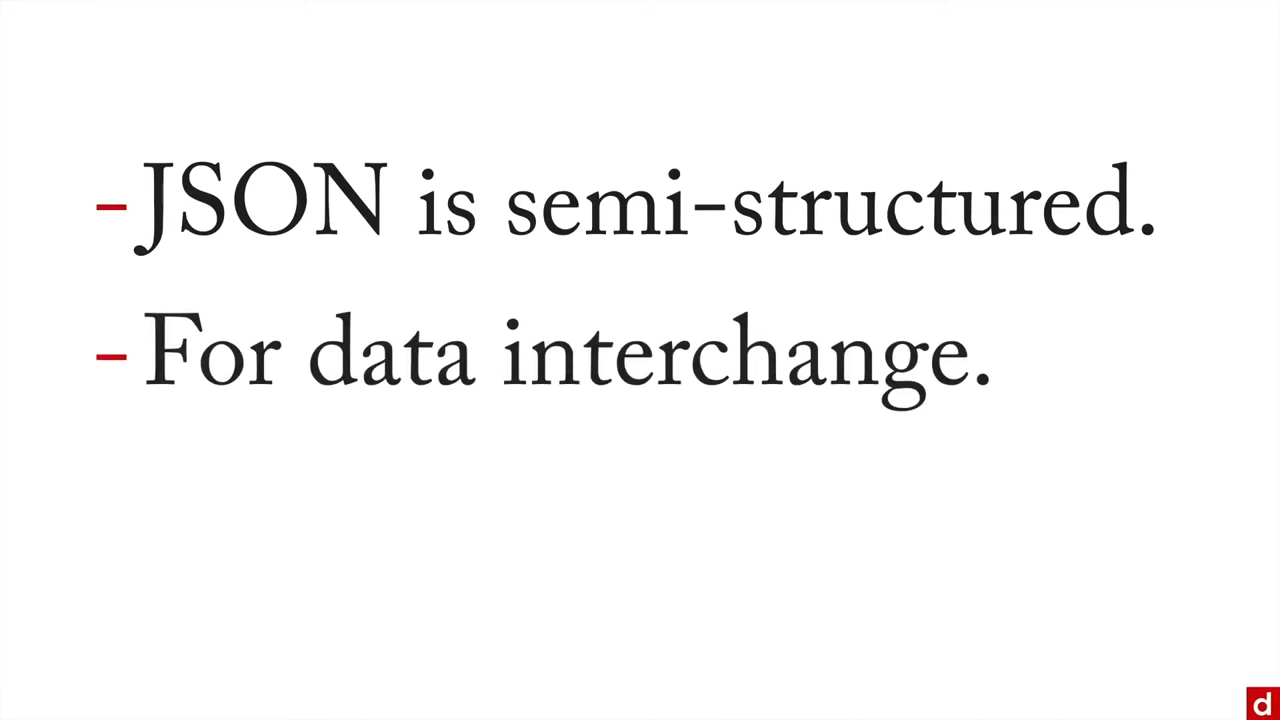 -JSON is semi-structured.
-For data interchange.
d